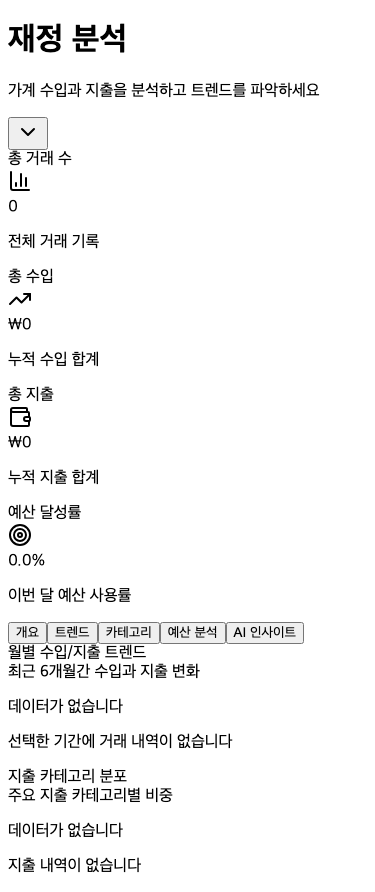 재정 분석
가계 수입과 지출을 분석하고 트렌드를 파악하세요
총 거래 수
0
전체 거래 기록
총 수입
₩0
누적 수입 합계
총 지출
₩0
누적 지출 합계
예산 달성률
0.0%
이번 달 예산 사용률
개요 트렌드 카테고리 예산 분석 AI 인사이트
월별 수입/지출 트렌드
최근 6개월간 수입과 지출 변화
데이터가 없습니다
선택한 기간에 거래 내역이 없습니다
지출 카테고리 분포
주요 지출 카테고리별 비중
데이터가 없습니다
지출 내역이 없습니다